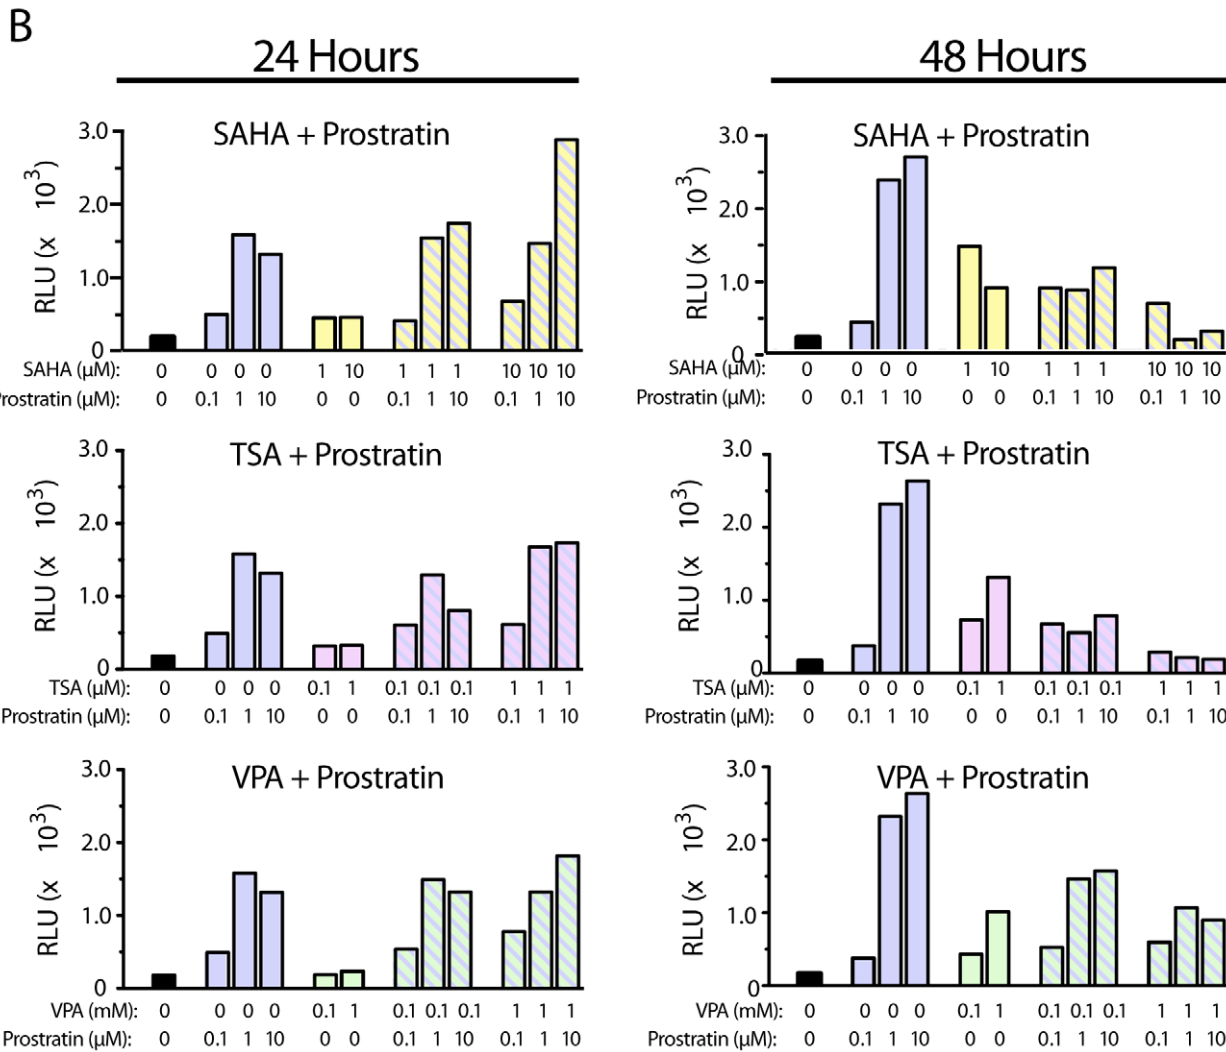 B
24 Hours
48 Hours
SAHA + Prostratin
RLU (x 10³)
3.0
2.0
1.0
0
SAHA (µM): 0 0 0 0 1 10 1 1 1 10 10 10
Prostratin (µM): 0 0.1 1 10 0 0 0.1 1 10 0.1 1 10
SAHA + Prostratin
RLU (x 10³)
3.0
2.0
1.0
0
SAHA (µM): 0 0 0 0 1 10 1 1 1 10 10 10
Prostratin (µM): 0 0.1 1 10 0 0 0.1 1 10 0.1 1 10
TSA + Prostratin
RLU (x 10³)
3.0
2.0
1.0
0
TSA (µM): 0 0 0 0 0.1 1 0.1 0.1 0.1 1 1 1
Prostratin (µM): 0 0.1 1 10 0 0 0.1 1 10 0.1 1 10
TSA + Prostratin
RLU (x 10³)
3.0
2.0
1.0
0
TSA (µM): 0 0 0 0 0.1 1 0.1 0.1 0.1 1 1 1
Prostratin (µM): 0 0.1 1 10 0 0 0.1 1 10 0.1 1 10
VPA + Prostratin
RLU (x 10³)
3.0
2.0
1.0
0
VPA (mM): 0 0 0 0 0.1 1 0.1 0.1 0.1 1 1 1
Prostratin (µM): 0 0.1 1 10 0 0 0.1 1 10 0.1 1 10
VPA + Prostratin
RLU (x 10³)
3.0
2.0
1.0
0
VPA (mM): 0 0 0 0 0.1 1 0.1 0.1 0.1 1 1 1
Prostratin (µM): 0 0.1 1 10 0 0 0.1 1 10 0.1 1 10